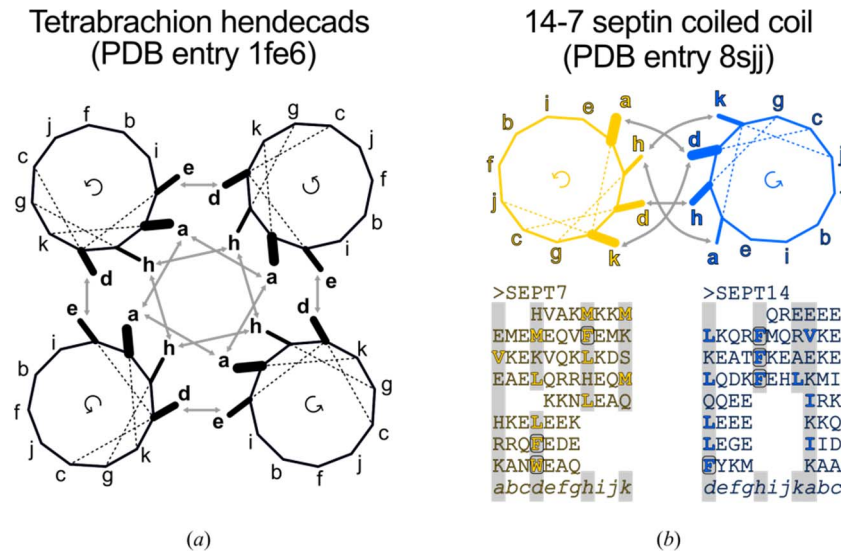 Tetrabrachion hendecads
(PDB entry 1fe6)
f
b
j
i
c
e
g
a
k
h
d
g
c
k
j
d
f
h
b
a
i
e
e
a
i
h
b
d
f
k
j
g
c
d
h
k
a
g
e
c
i
j
b
f
(a)
14-7 septin coiled coil
(PDB entry 8sjj)
i
e
a
b
h
f
d
j
k
c
g
k
g
c
d
j
h
b
a
e
i
>SEPT7
HVAKMKKM
EMEMEQVFEMK
VKEKVQKLKDS
EAELQRRHEQM
KKNLEAQ
HKELEEK
RRQFEDE
KANWEAQ
abcdefghijk
>SEPT14
QREEEE
LKQRFMQRVKE
KEATFKEAEKE
LQDKFEHLKMI
QQEE IRK
LEEE KKQ
LEGE IID
FYKM KAA
defghijkabc
(b)